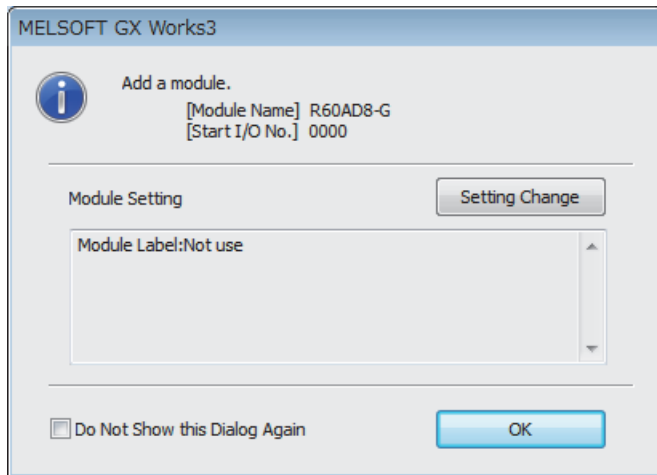 MELSOFT GX Works3
Add a module.
[Module Name] R60AD8-G
[Start I/O No.] 0000
Module Setting
Setting Change
Module Label:Not use
Do Not Show this Dialog Again
OK